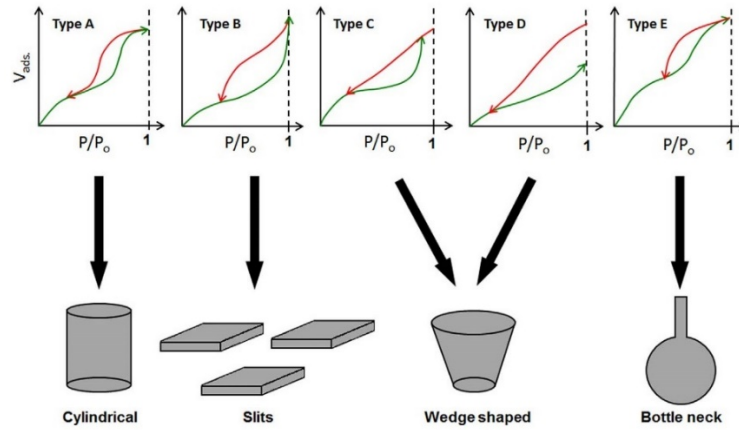 Type A
Type B
Type C
Type D
Type E
V ads.
P/Po
1
P/Po
1
P/Po
1
P/Po
1
P/Po
1
Cylindrical
Slits
Wedge shaped
Bottle neck